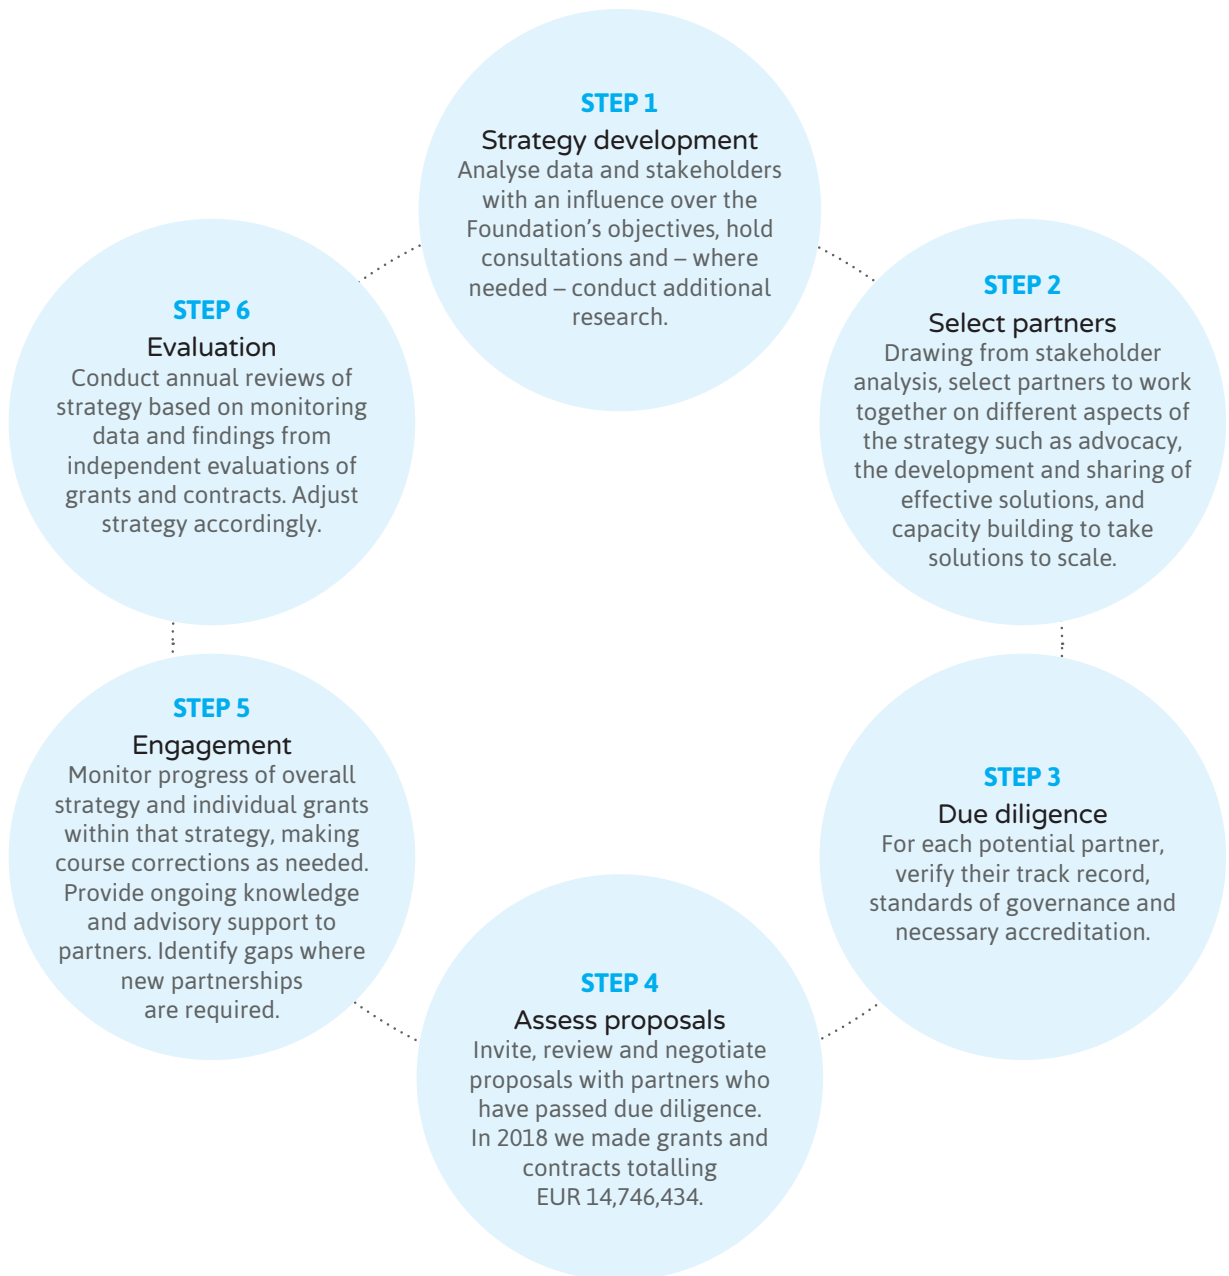 STEP 1
Strategy development
Analyse data and stakeholders
with an influence over the
Foundation's objectives, hold
consultations and – where
needed – conduct additional
research.
STEP 2
Select partners
Drawing from stakeholder
analysis, select partners to work
together on different aspects of
the strategy such as advocacy,
the development and sharing of
effective solutions, and
capacity building to take
solutions to scale.
STEP 3
Due diligence
For each potential partner,
verify their track record,
standards of governance and
necessary accreditation.
STEP 4
Assess proposals
Invite, review and negotiate
proposals with partners who
have passed due diligence.
In 2018 we made grants and
contracts totalling
EUR 14,746,434.
STEP 5
Engagement
Monitor progress of overall
strategy and individual grants
within that strategy, making
course corrections as needed.
Provide ongoing knowledge
and advisory support to
partners. Identify gaps where
new partnerships
are required.
STEP 6
Evaluation
Conduct annual reviews of
strategy based on monitoring
data and findings from
independent evaluations of
grants and contracts. Adjust
strategy accordingly.